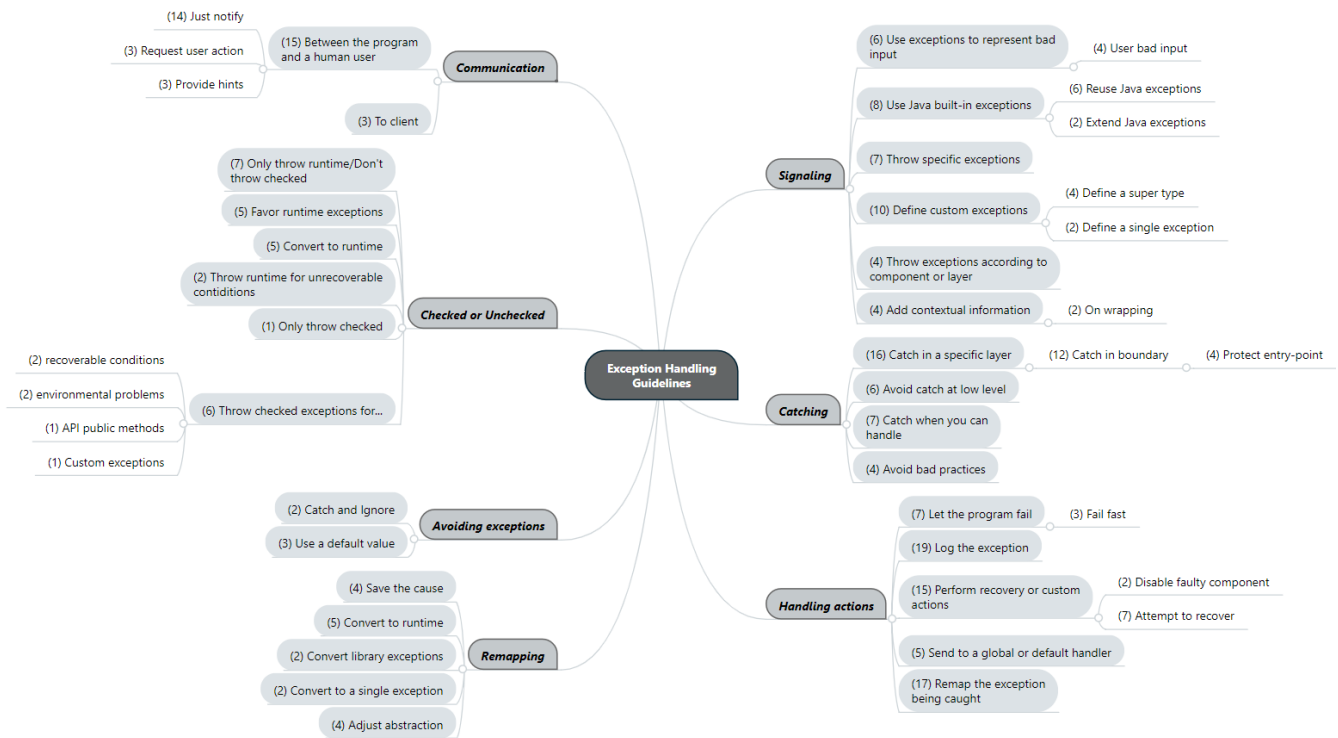 Exception Handling
Guidelines
Communication
(15) Between the program
and a human user
(14) Just notify
(3) Request user action
(3) Provide hints
(3) To client
Checked or Unchecked
(7) Only throw runtime/Don't
throw checked
(5) Favor runtime exceptions
(5) Convert to runtime
(2) Throw runtime for unrecoverable
contiditions
(1) Only throw checked
(6) Throw checked exceptions for...
(2) recoverable conditions
(2) environmental problems
(1) API public methods
(1) Custom exceptions
Avoiding exceptions
(2) Catch and Ignore
(3) Use a default value
Remapping
(4) Save the cause
(5) Convert to runtime
(2) Convert library exceptions
(2) Convert to a single exception
(4) Adjust abstraction
Signaling
(6) Use exceptions to represent bad
input
(4) User bad input
(8) Use Java built-in exceptions
(6) Reuse Java exceptions
(2) Extend Java exceptions
(7) Throw specific exceptions
(10) Define custom exceptions
(4) Define a super type
(2) Define a single exception
(4) Throw exceptions according to
component or layer
(4) Add contextual information
(2) On wrapping
Catching
(16) Catch in a specific layer
(12) Catch in boundary
(4) Protect entry-point
(6) Avoid catch at low level
(7) Catch when you can
handle
(4) Avoid bad practices
Handling actions
(7) Let the program fail
(3) Fail fast
(19) Log the exception
(15) Perform recovery or custom
actions
(2) Disable faulty component
(7) Attempt to recover
(5) Send to a global or default handler
(17) Remap the exception
being caught